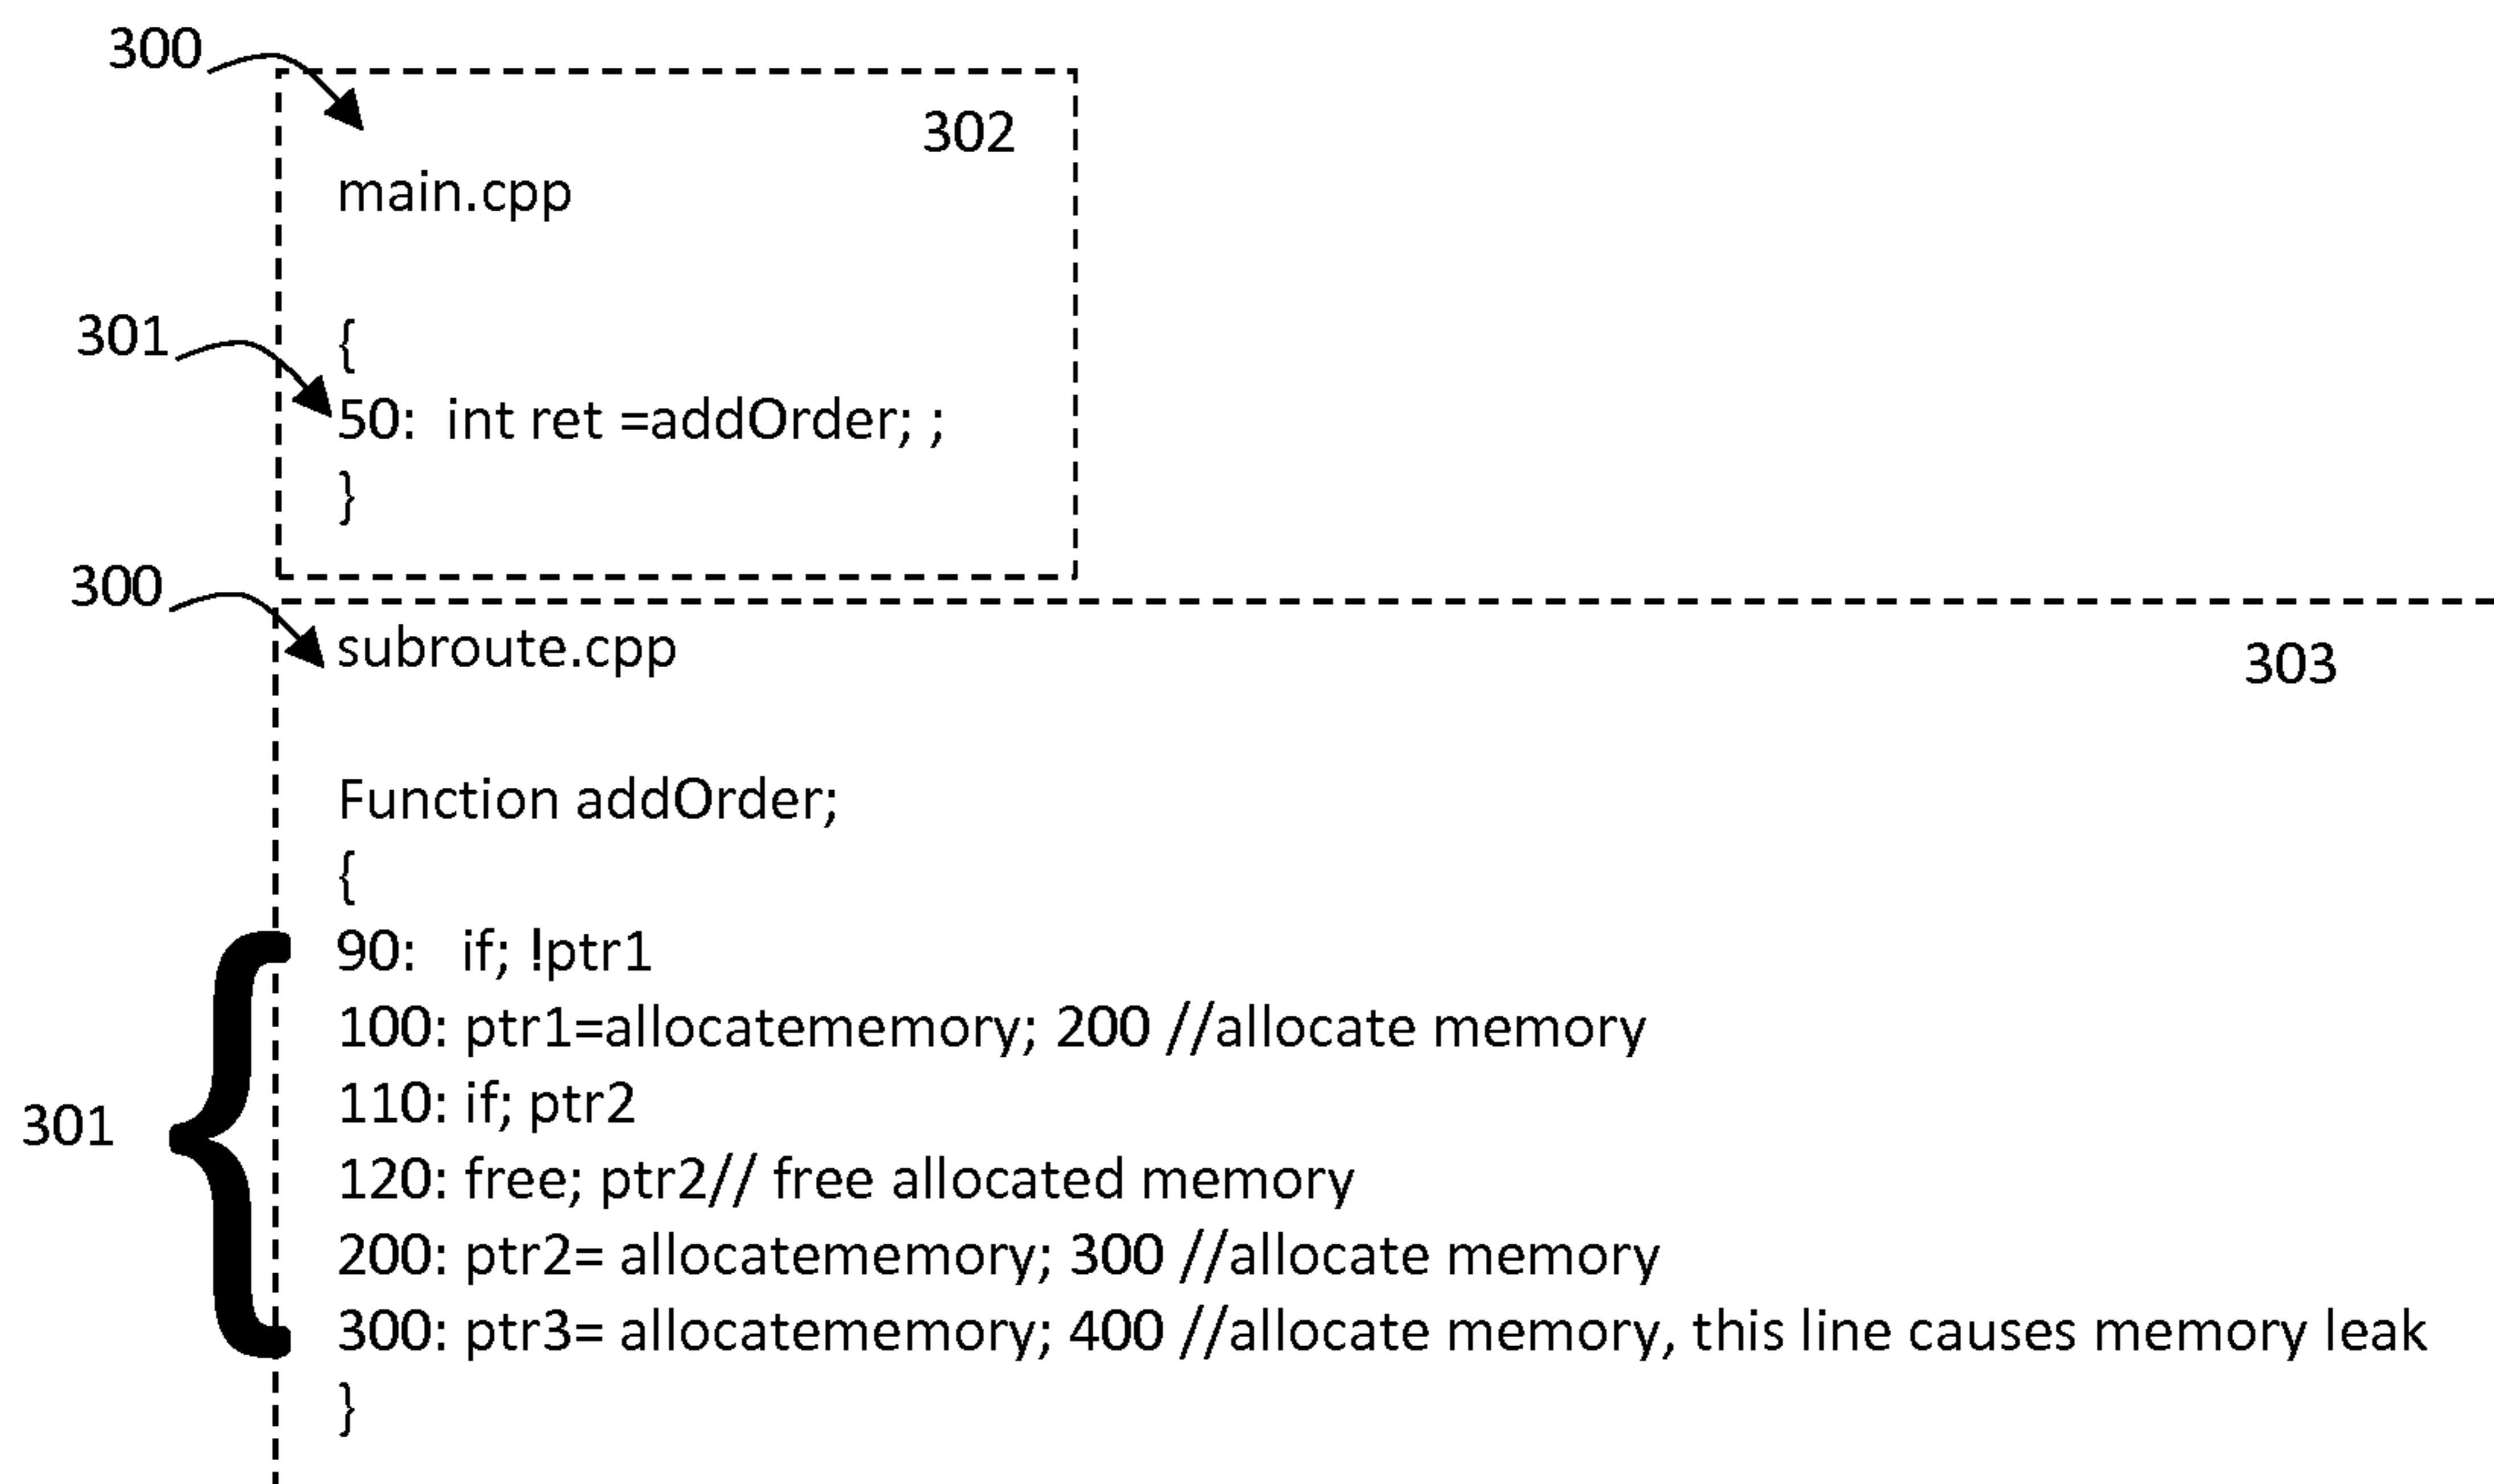 300
302
main.cpp
301
{
50: int ret =addOrder; ;
}
300
subroute.cpp
303
Function addOrder;
{
90: if; !ptr1
100: ptr1=allocatememory; 200 //allocate memory
110: if; ptr2
301
120: free; ptr2// free allocated memory
200: ptr2= allocatememory; 300 //allocate memory
300: ptr3= allocatememory; 400 //allocate memory, this line causes memory leak
}